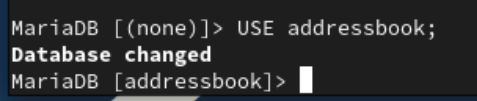 MariaDB [(none)]> USE addressbook;
Database changed
MariaDB [addressbook]>